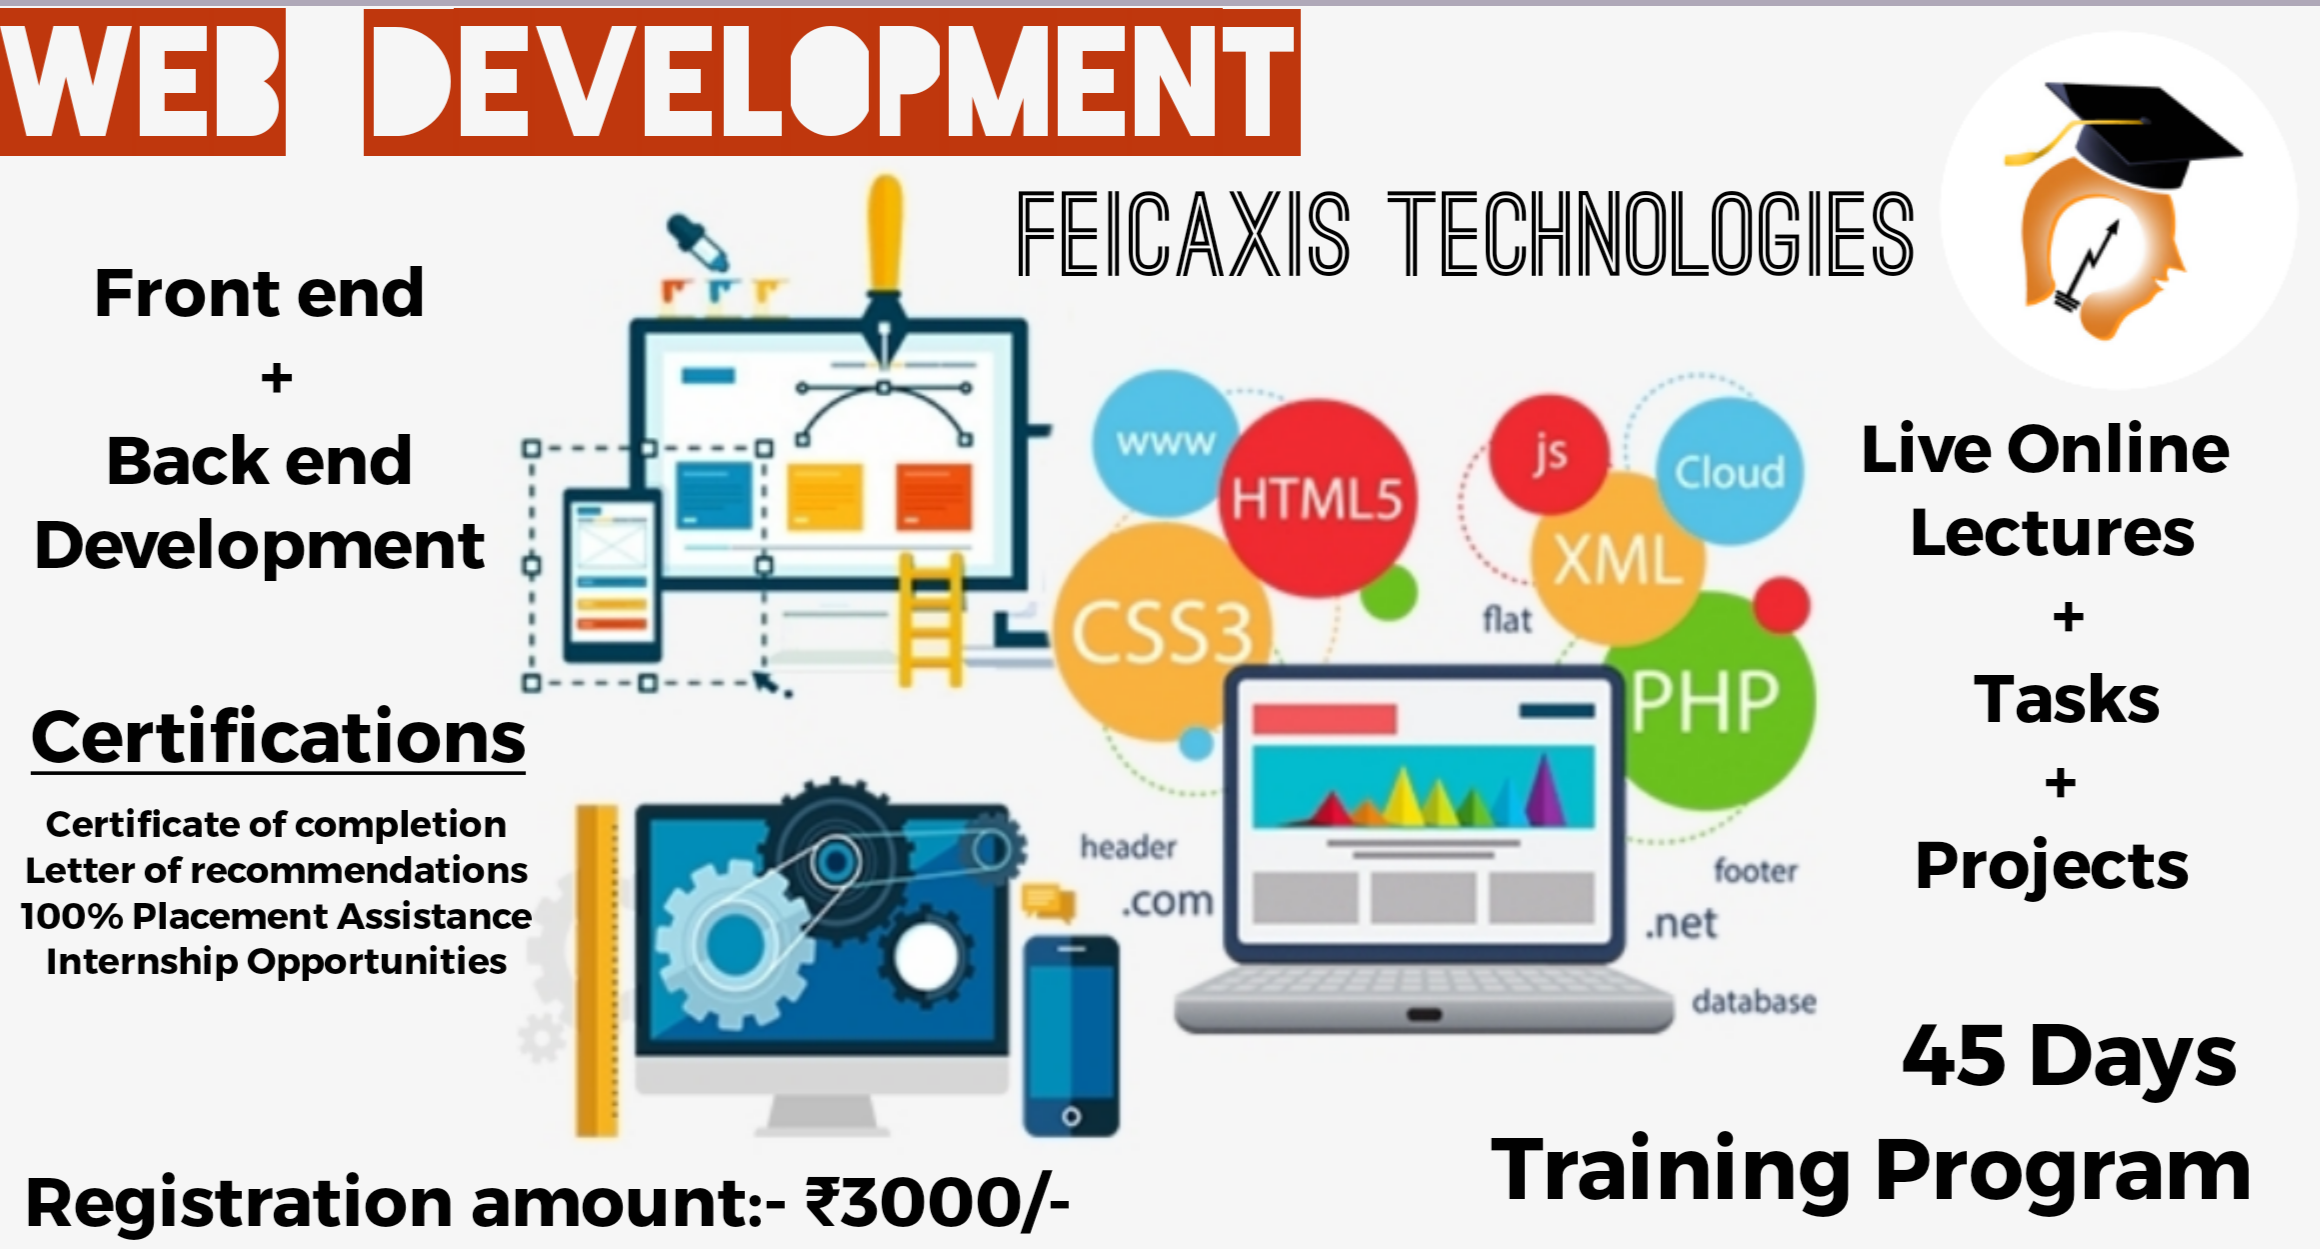 WEB DEVELOPMENT
FEICAXIS TECHNOLOGIES
Front end
+
Back end
Development
Certifications
Certificate of completion
Letter of recommendations
100% Placement Assistance
Internship Opportunities
www
HTML5
CSS3
js
Cloud
XML
flat
PHP
header
.com
footer
.net
database
Live Online
Lectures
+
Tasks
+
Projects
45 Days
Training Program
Registration amount:- ₹3000/-